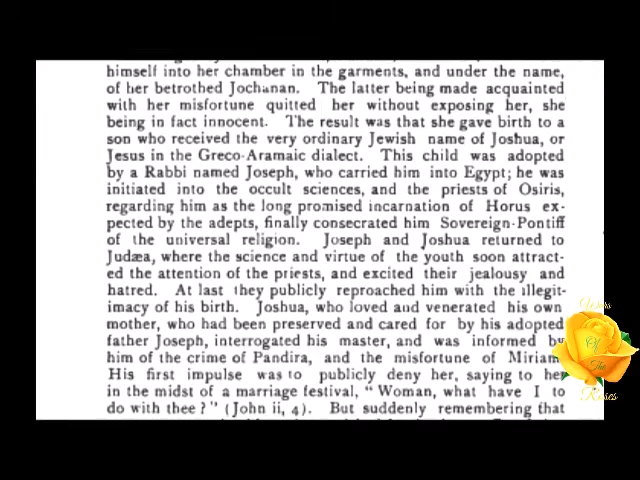 himself into her chamber in the garments, and under the name,
of her betrothed Jochanan. The latter being made acquainted
with her misfortune quitted her without exposing her, she
being in fact innocent. The result was that she gave birth to a
son who received the very ordinary Jewish name of Joshua, or
Jesus in the Greco-Aramaic dialect. This child was adopted
by a Rabbi named Joseph, who carried him into Egypt; he was
initiated into the occult sciences, and the priests of Osiris,
regarding him as the long promised incarnation of Horus ex-
pected by the adepts, finally consecrated him Sovereign-Pontiff
of the universal religion. Joseph and Joshua returned to
Judæa, where the science and virtue of the youth soon attract-
ed the attention of the priests, and excited their jealousy and
hatred. At last they publicly reproached him with the illegit-
imacy of his birth. Joshua, who loved and venerated his own
mother, who had been preserved and cared for by his adopted
father Joseph, interrogated his master, and was informed by
him of the crime of Pandira, and the misfortune of Miriam.
His first impulse was to publicly deny her, saying to her
in the midst of a marriage festival, "Woman, what have I to
do with thee?" (John ii, 4). But suddenly remembering that
Wars
Of
The
Roses